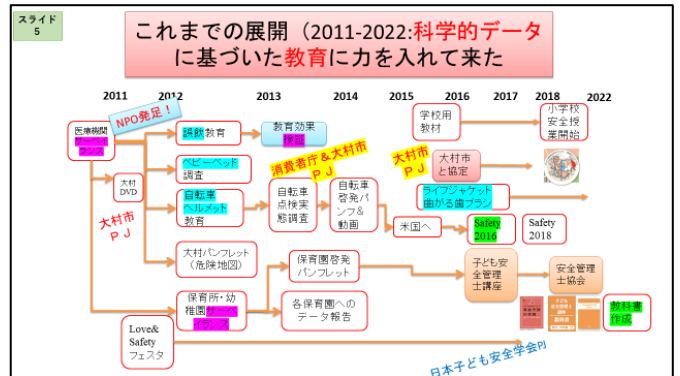 スライド
5
これまでの展開（2011-2022:科学的データ
に基づいた教育に力を入れて来た
2011
2012
2013
2014
2015
2016
2017
2018
2022
NPO発足！
医療機関
サーベイ
ランス
誤飲教育
教育効果
検証
学校用
教材
小学校
安全授
業開始
ベビーベッド
調査
消費者庁＆大村市
ＰＪ
大村市
ＰＪ
大村市
と協定
大村
DVD
大村市
ＰＪ
自転車
ヘルメット
教育
自転車
点検実
態調査
自転車
啓発パ
ンフ&
動画
ライフジャケット
曲がる歯ブラシ
米国へ
Safety
2016
Safety
2018
大村パンフレット
（危険地図）
保育園啓発
パンフレット
子ども安
全管理
士講座
安全管理
士協会
保育所・幼
稚園サーベ
イランス
各保育園への
データ報告
教科書
作成
Love&
Safety
フェスタ
日本子ども安全学会PJ